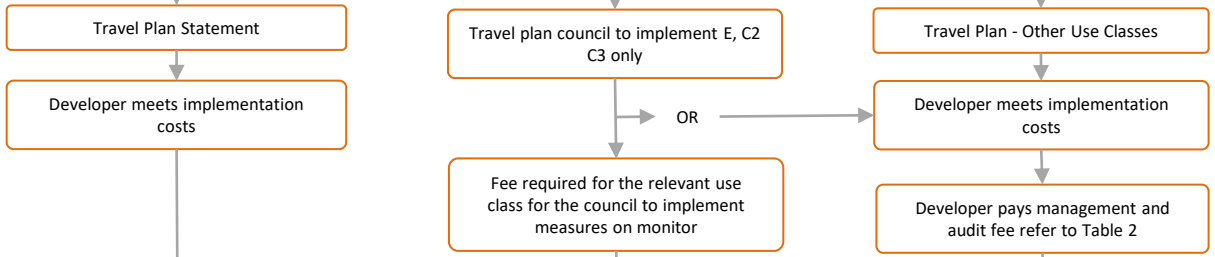 Travel Plan Statement
Developer meets implementation
costs
Travel plan council to implement E, C2
C3 only
OR
Fee required for the relevant use
class for the council to implement
measures on monitor
Travel Plan - Other Use Classes
Developer meets implementation
costs
Developer pays management and
audit fee refer to Table 2